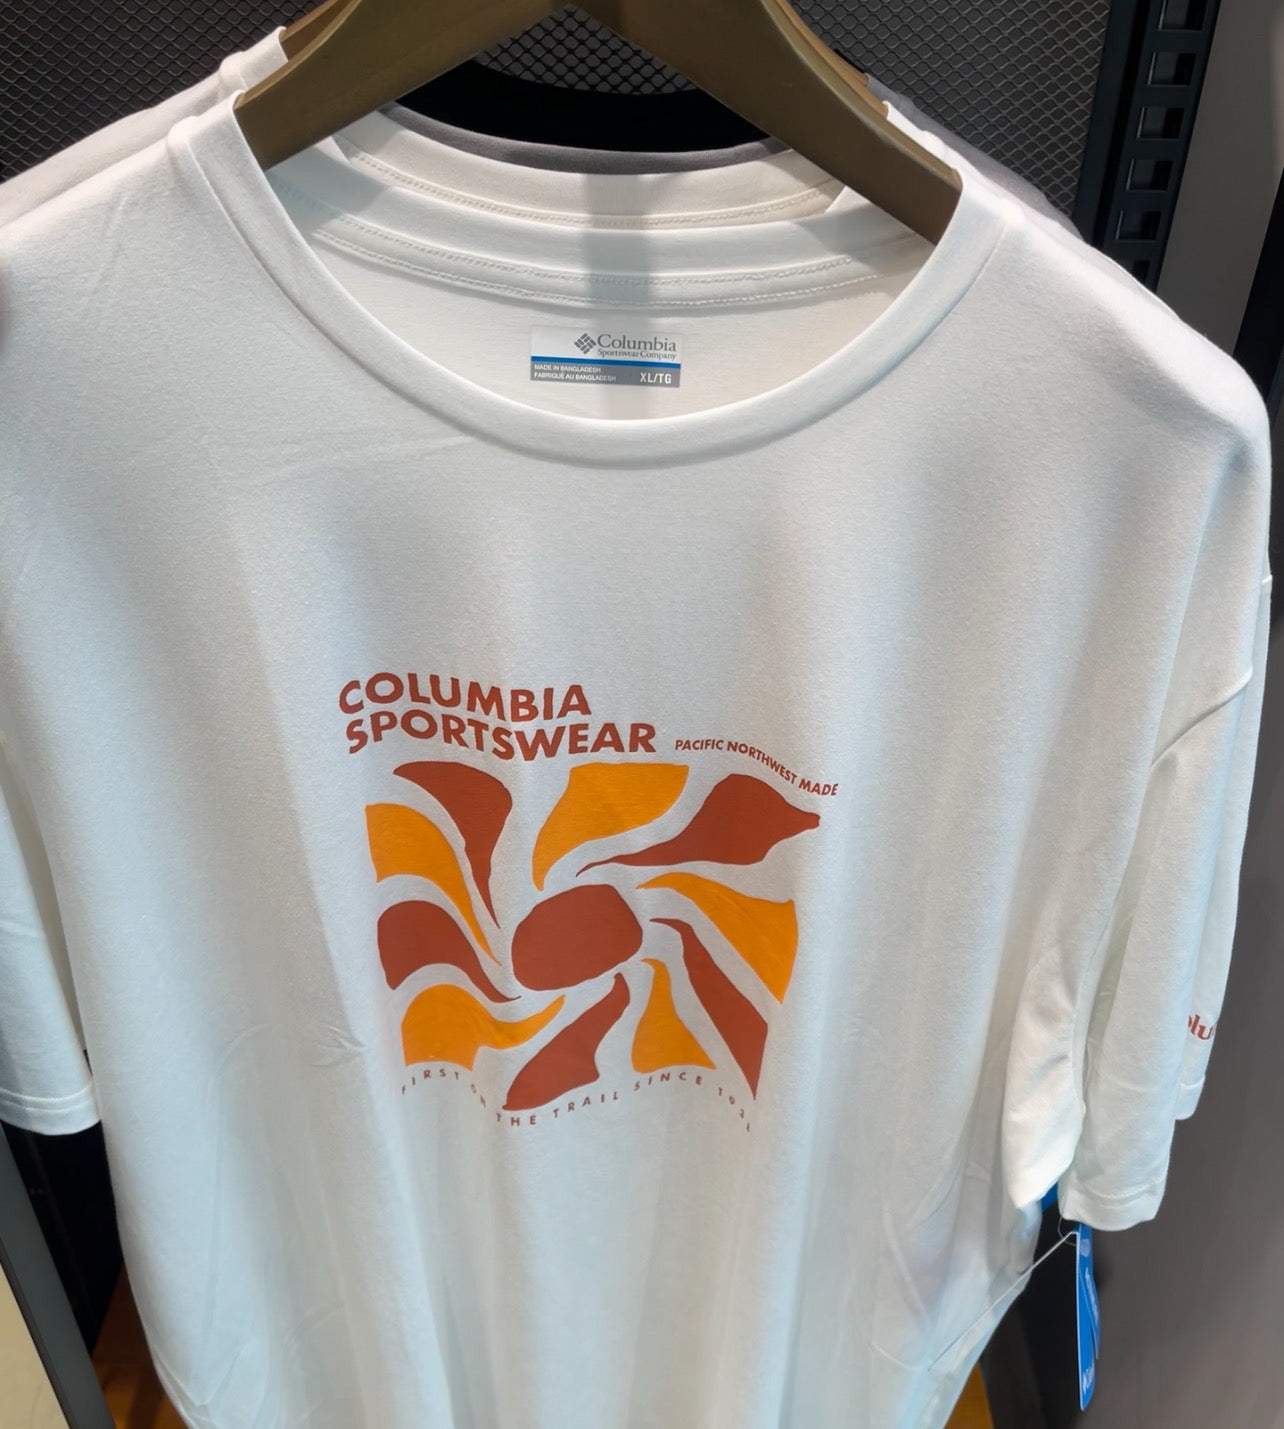 Columbia
Sportswear Company
MADE IN BANGLADESH
FABRIQUÉ AU BANGLADESH
XL/TG
COLUMBIA
SPORTSWEAR
PACIFIC NORTHWEST MADE
FIRST ON THE TRAIL SINCE